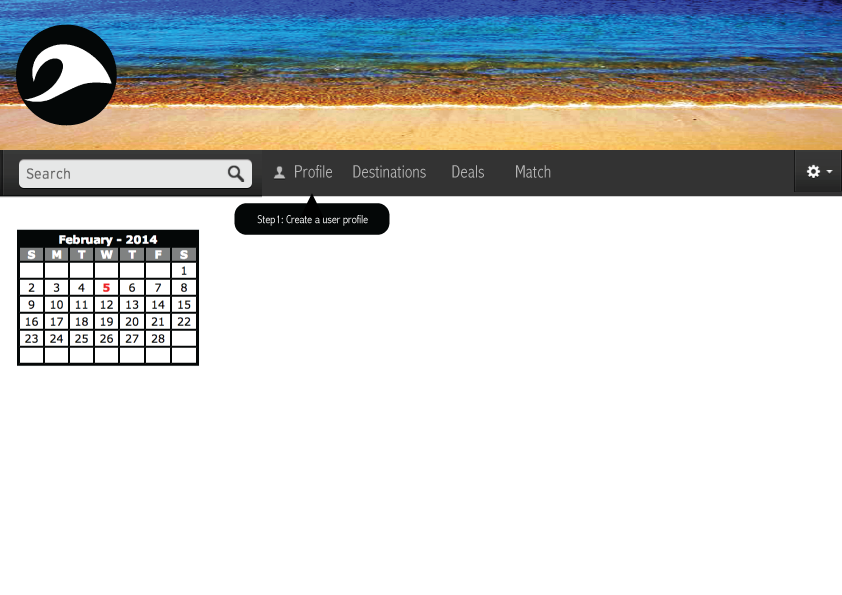 Search
Profile Destinations Deals Match
Step1: Create a user profile
February - 2014
S M T W T F S
1
2 3 4 5 6 7 8
9 10 11 12 13 14 15
16 17 18 19 20 21 22
23 24 25 26 27 28